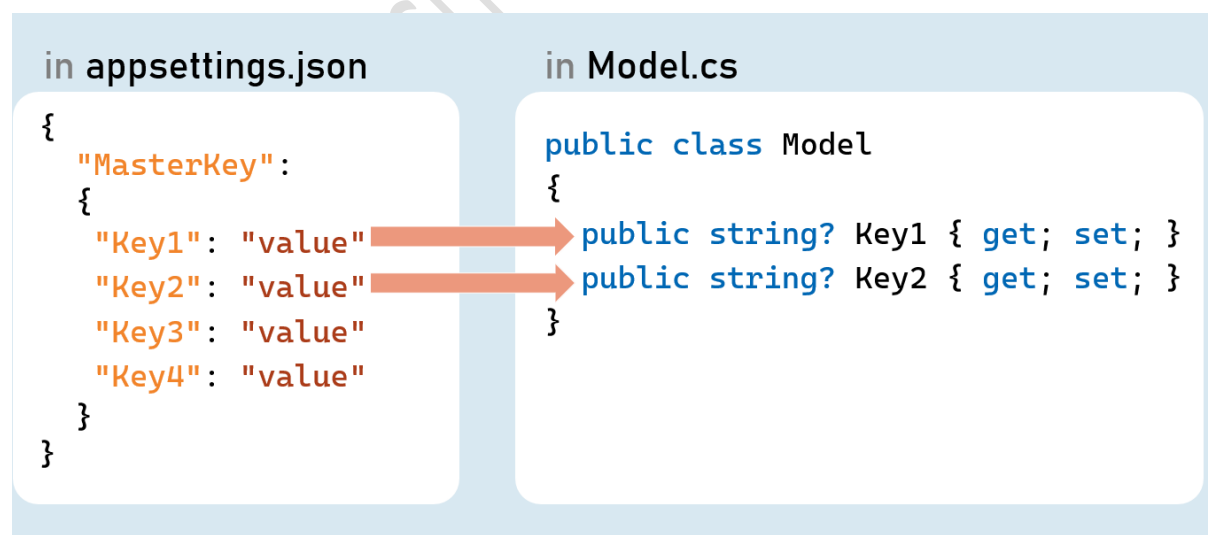 in appsettings.json
{
"MasterKey":
{
"Key1": "value"
"Key2": "value"
"Key3": "value"
"Key4": "value"
}
}
in Model.cs
public class Model
{
public string? Key1 { get; set; }
public string? Key2 { get; set; }
}